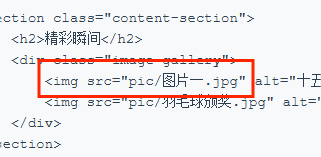 ection class="content-section">
<h2>精彩瞬间</h2>
<div class="image-gallery">
<img src="pic/图片一.jpg" alt="十五
<img src="pic/羽毛球颁奖.jpg" alt="
</div>
section>